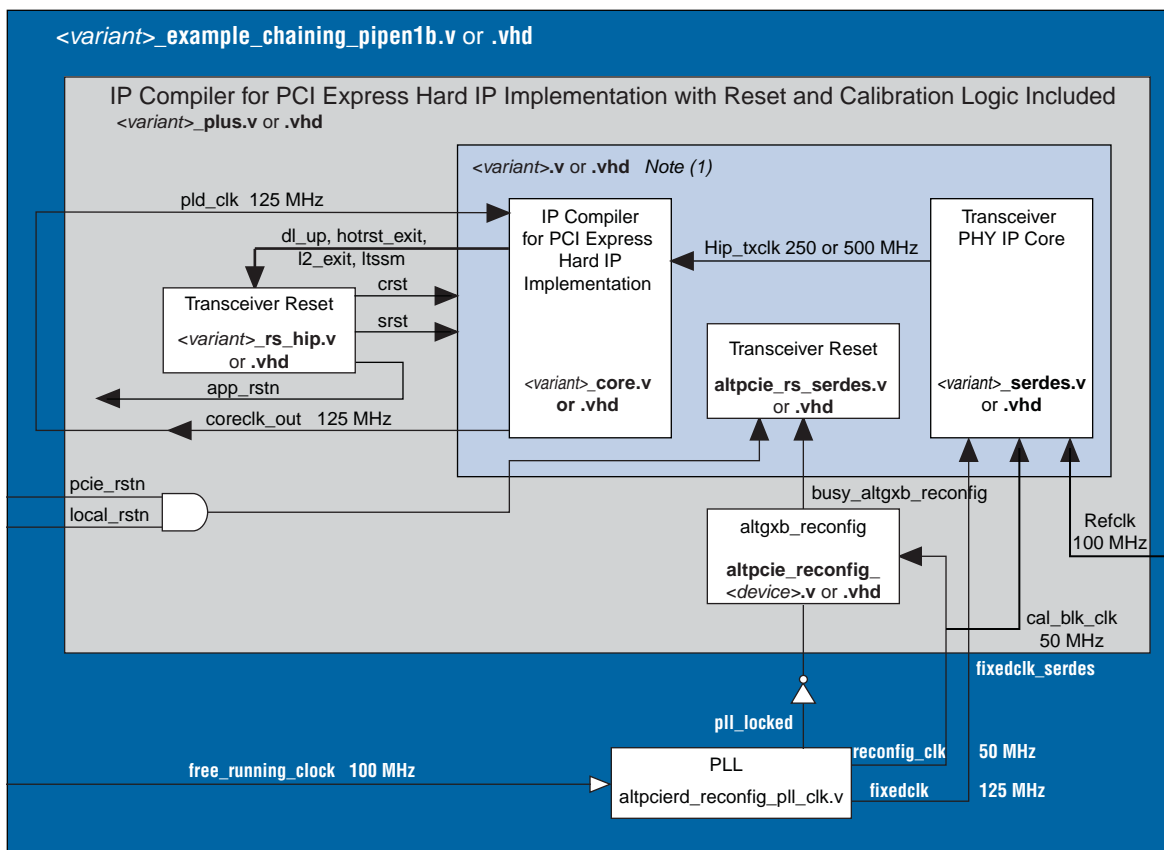 <variant>_example_chaining_pipen1b.v or .vhd
IP Compiler for PCI Express Hard IP Implementation with Reset and Calibration Logic Included
<variant>_plus.v or .vhd
<variant>.v or .vhd Note (1)
pld_clk 125 MHz
dl_up, hotrst_exit,
l2_exit, ltssm
IP Compiler
for PCI Express
Hard IP
Implementation
<variant>_core.v
or .vhd
Hip_txclk 250 or 500 MHz
Transceiver
PHY IP Core
<variant>_serdes.v
or .vhd
Transceiver Reset
<variant>_rs_hip.v
or .vhd
crst
srst
app_rstn
coreclk_out 125 MHz
Transceiver Reset
altpcie_rs_serdes.v
or .vhd
pcie_rstn
local_rstn
busy_altgxb_reconfig
altgxb_reconfig
altpcie_reconfig_
<device>.v or .vhd
Refclk
100 MHz
cal_blk_clk
50 MHz
fixedclk_serdes
pll_locked
free_running_clock 100 MHz
PLL
altpcierd_reconfig_pll_clk.v
reconfig_clk 50 MHz
fixedclk 125 MHz